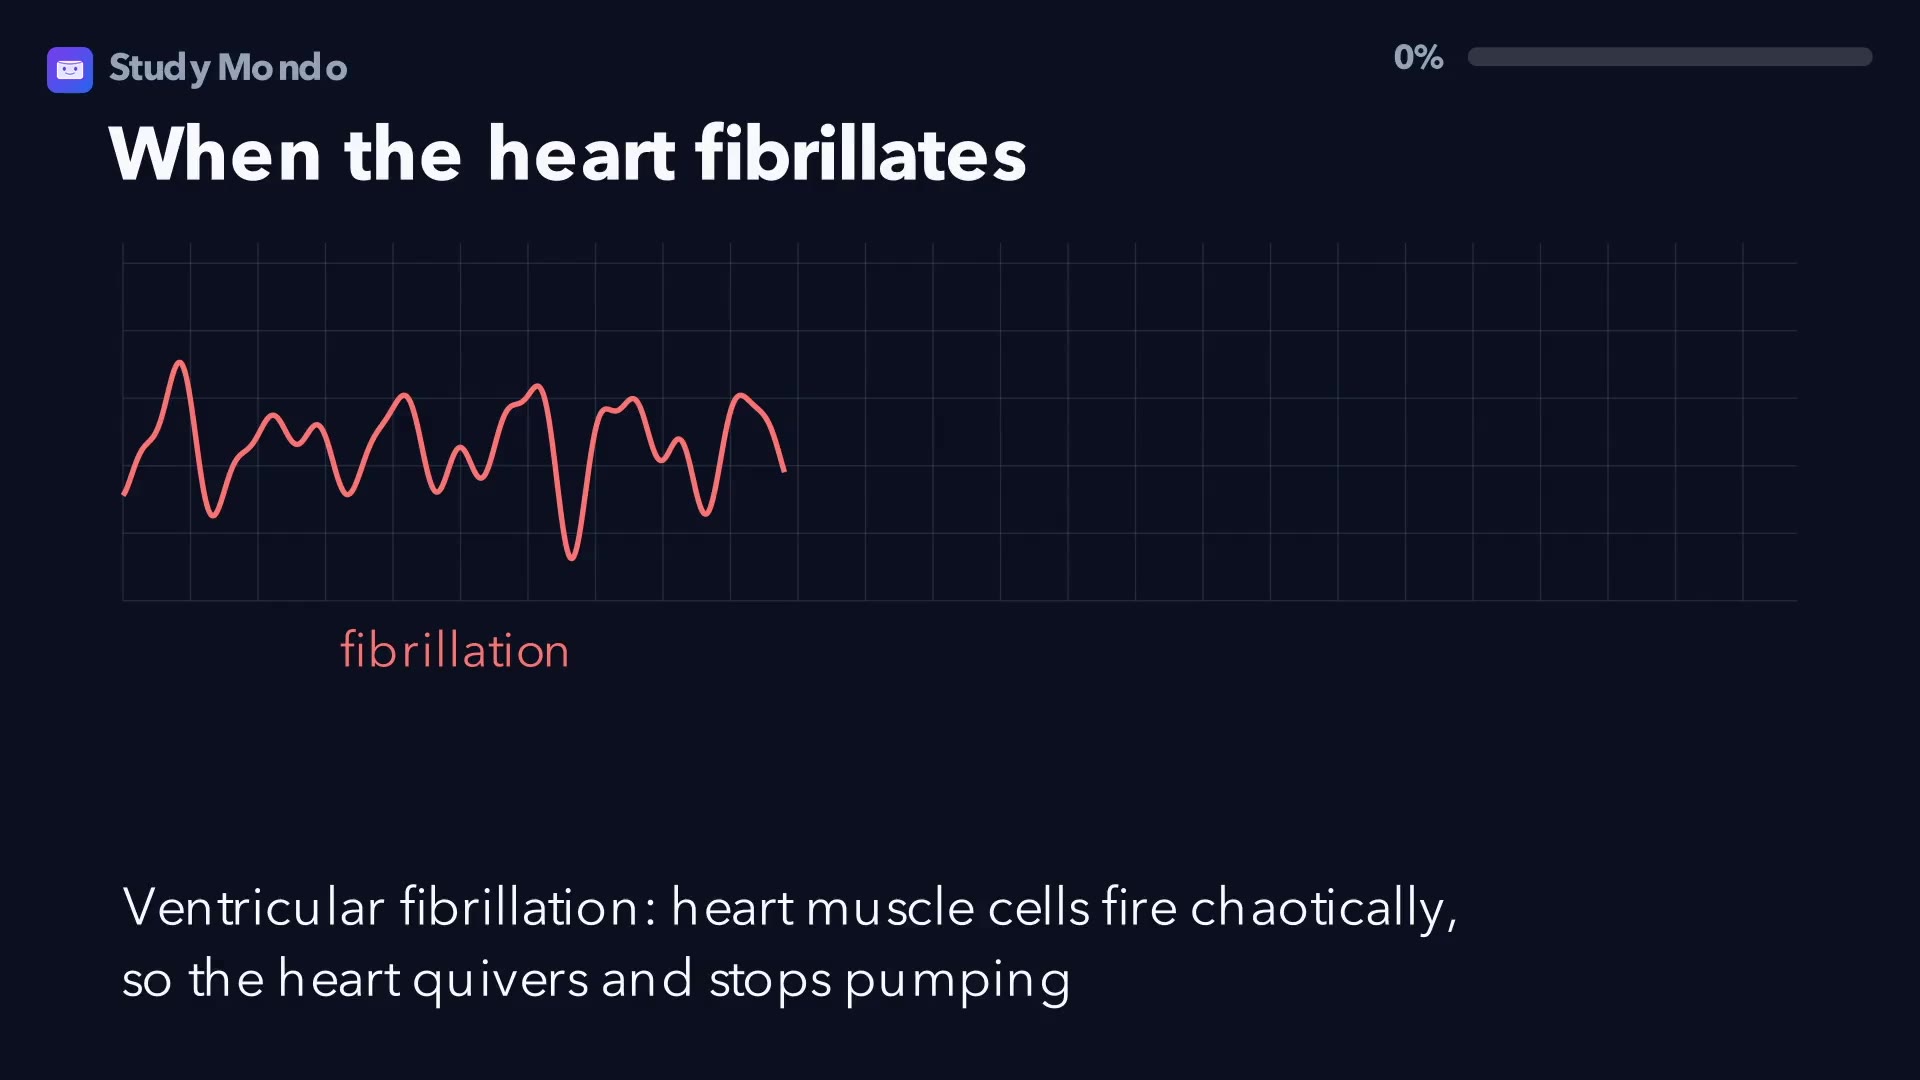 Study Mondo
0%
When the heart fibrillates
fibrillation
Ventricular fibrillation: heart muscle cells fire chaotically,
so the heart quivers and stops pumping